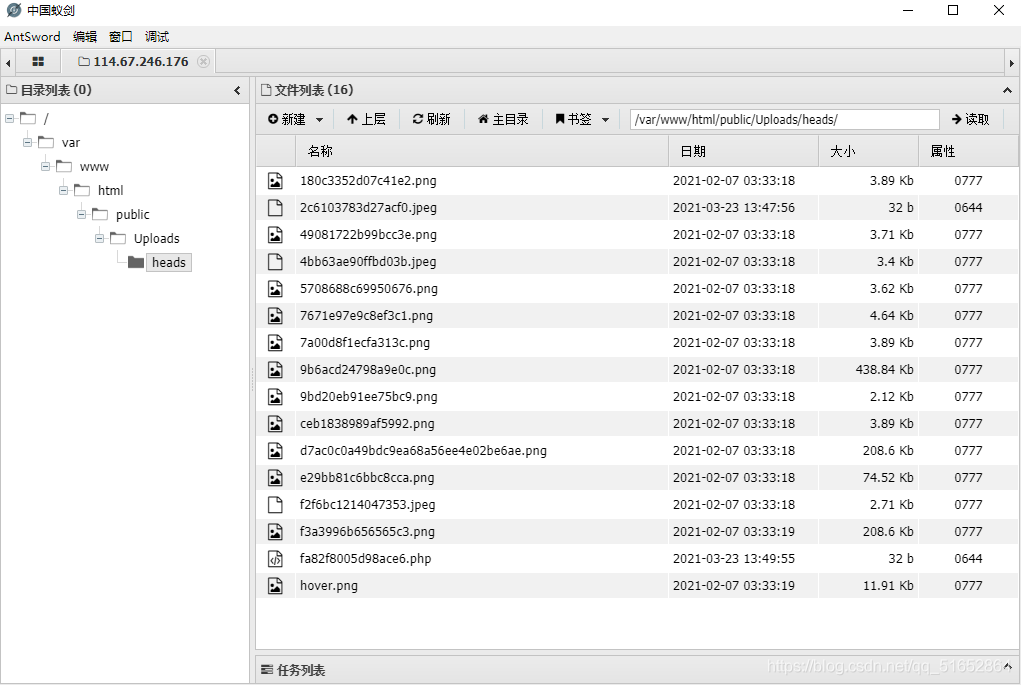 中国蚁剑
AntSword 编辑 窗口 调试
114.67.246.176
目录列表 (0)
/
var
www
html
public
Uploads
heads
文件列表 (16)
新建 上层 刷新 主目录 书签 /var/www/html/public/Uploads/heads/ 读取
名称 日期 大小 属性
180c3352d07c41e2.png 2021-02-07 03:33:18 3.89 Kb 0777
2c6103783d27acf0.jpeg 2021-03-23 13:47:56 32 b 0644
49081722b99bcc3e.png 2021-02-07 03:33:18 3.71 Kb 0777
4bb63ae90ffbd03b.jpeg 2021-02-07 03:33:18 3.4 Kb 0777
5708688c69950676.png 2021-02-07 03:33:18 3.62 Kb 0777
7671e97e9c8ef3c1.png 2021-02-07 03:33:18 4.64 Kb 0777
7a00d8f1ecfa313c.png 2021-02-07 03:33:18 3.89 Kb 0777
9b6acd24798a9e0c.png 2021-02-07 03:33:18 438.84 Kb 0777
9bd20eb91ee75bc9.png 2021-02-07 03:33:18 2.12 Kb 0777
ceb1838989af5992.png 2021-02-07 03:33:18 3.89 Kb 0777
d7ac0c0a49bdc9ea68a56ee4e02be6ae.png 2021-02-07 03:33:18 208.6 Kb 0777
e29bb81c6bbc8cca.png 2021-02-07 03:33:18 74.52 Kb 0777
f2f6bc1214047353.jpeg 2021-02-07 03:33:18 2.71 Kb 0777
f3a3996b656565c3.png 2021-02-07 03:33:19 208.6 Kb 0777
fa82f8005d98ace6.php 2021-03-23 13:49:55 32 b 0644
hover.png 2021-02-07 03:33:19 11.91 Kb 0777
任务列表